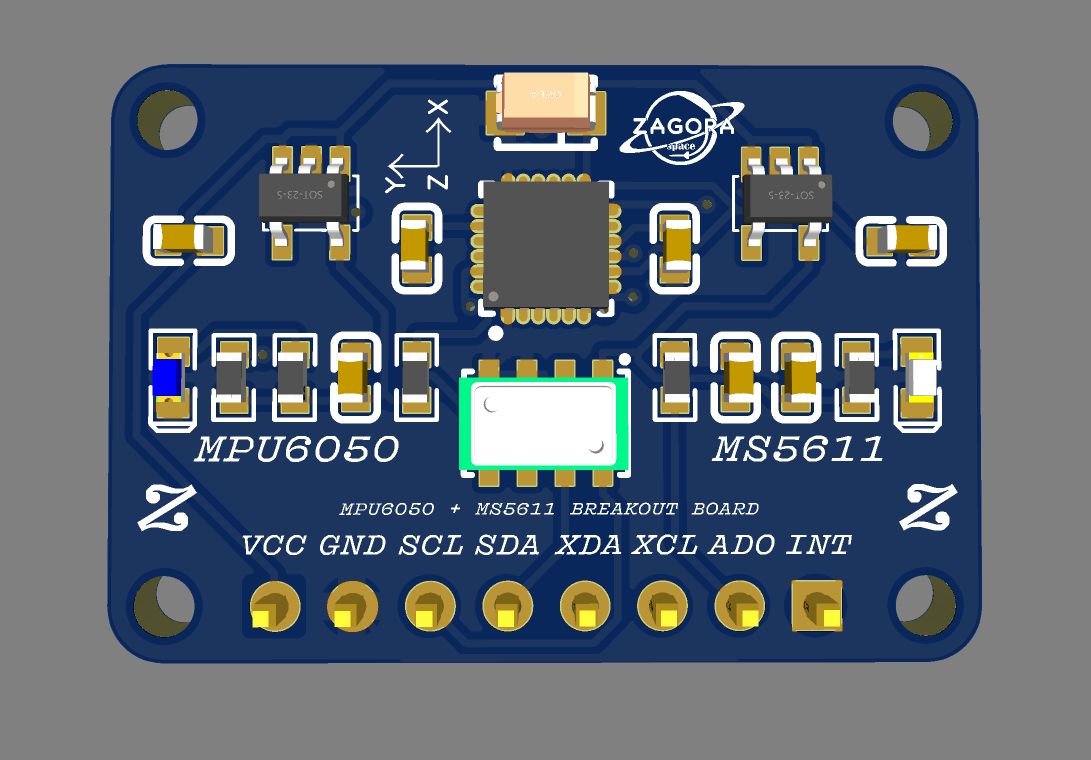 X
ZAGORA
space
Y
Z
SOT-23-5
SOT-23-5
MPU6050
MS5611
Z
Z
MPU6050 + MS5611 BREAKOUT BOARD
VCC GND SCL SDA XDA XCL ADO INT